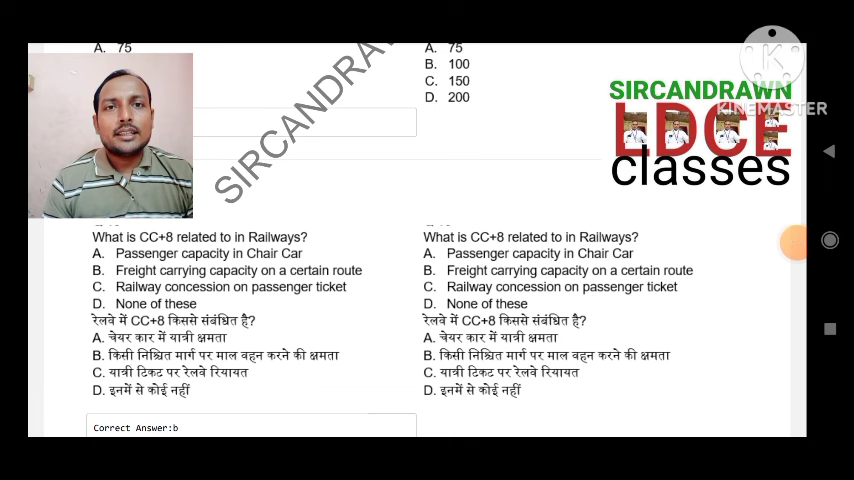 A. 75
SIRCANDRAW
A. 75
B. 100
C. 150
D. 200
SIRCANDRAWN
LDCE
classes
K
KINEMASTER
What is CC+8 related to in Railways?
A. Passenger capacity in Chair Car
B. Freight carrying capacity on a certain route
C. Railway concession on passenger ticket
D. None of these
रेलवे में CC+8 किससे संबंधित है?
A. चेयर कार में यात्री क्षमता
B. किसी निश्चित मार्ग पर माल वहन करने की क्षमता
C. यात्री टिकट पर रेलवे रियायत
D. इनमें से कोई नहीं
Correct Answer:b
What is CC+8 related to in Railways?
A. Passenger capacity in Chair Car
B. Freight carrying capacity on a certain route
C. Railway concession on passenger ticket
D. None of these
रेलवे में CC+8 किससे संबंधित है?
A. चेयर कार में यात्री क्षमता
B. किसी निश्चित मार्ग पर माल वहन करने की क्षमता
C. यात्री टिकट पर रेलवे रियायत
D. इनमें से कोई नहीं